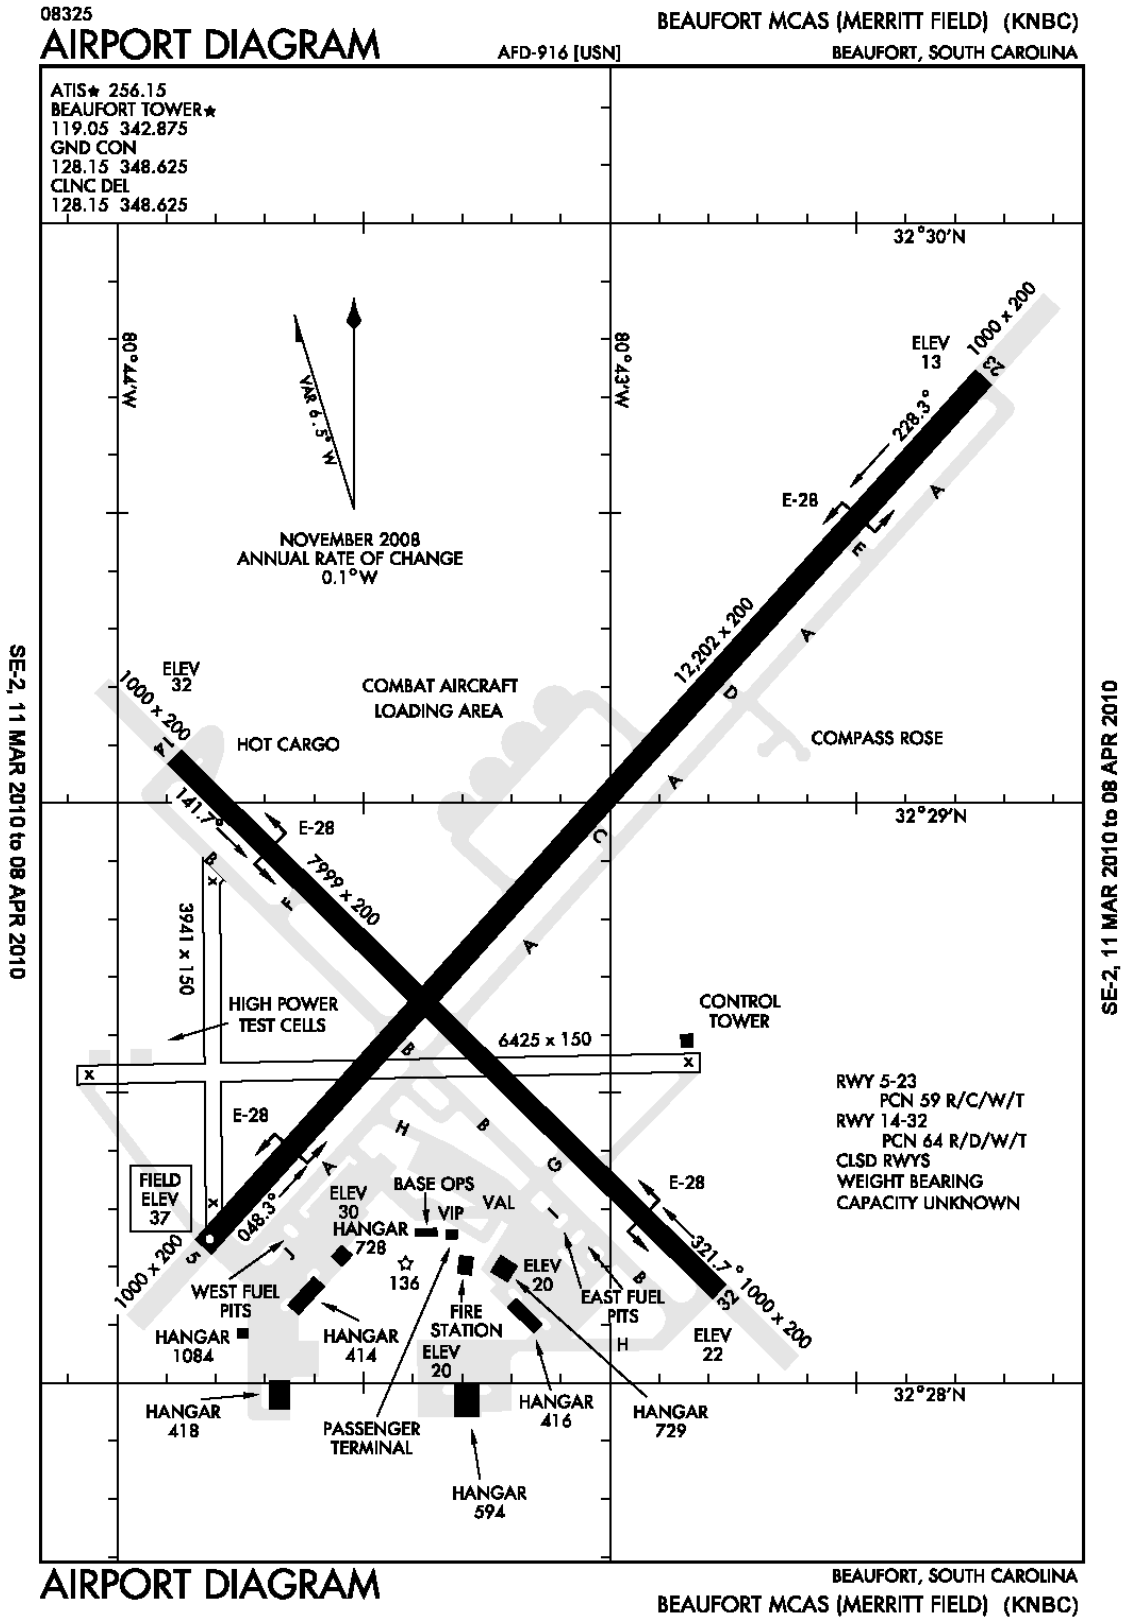 08325
AIRPORT DIAGRAM
AFD-916 [USN]
BEAUFORT MCAS (MERRITT FIELD) (KNBC)
BEAUFORT, SOUTH CAROLINA
ATIS★ 256.15
BEAUFORT TOWER★
119.05 342.875
GND CON
128.15 348.625
CLNC DEL
128.15 348.625
32°30'N
80°44'W
80°43'W
VAR 6.5° W
NOVEMBER 2008
ANNUAL RATE OF CHANGE
0.1°W
1000 x 200
ELEV
13
23
228.3°
A
E-28
E
12,202 x 200
A
D
ELEV
32
1000 x 200
14
HOT CARGO
COMBAT AIRCRAFT
LOADING AREA
COMPASS ROSE
A
32°29'N
141.7°
E-28
C
B
x
7999 x 200
F
3941 x 150
A
HIGH POWER
TEST CELLS
CONTROL
TOWER
6425 x 150
B
x
x
RWY 5-23
PCN 59 R/C/W/T
RWY 14-32
PCN 64 R/D/W/T
CLSD RWYS
WEIGHT BEARING
CAPACITY UNKNOWN
E-28
H
B
G
A
FIELD
ELEV
37
x
048.3°
5
1000 x 200
ELEV
30
BASE OPS
VIP
VAL
I
E-28
321.7°
32
1000 x 200
HANGAR
728
J
136
WEST FUEL
PITS
FIRE
STATION
ELEV
20
EAST FUEL
PITS
B
H
ELEV
22
HANGAR
1084
HANGAR
414
ELEV
20
32°28'N
HANGAR
418
PASSENGER
TERMINAL
HANGAR
416
HANGAR
729
HANGAR
594
SE-2, 11 MAR 2010 to 08 APR 2010
SE-2, 11 MAR 2010 to 08 APR 2010
AIRPORT DIAGRAM
BEAUFORT, SOUTH CAROLINA
BEAUFORT MCAS (MERRITT FIELD) (KNBC)